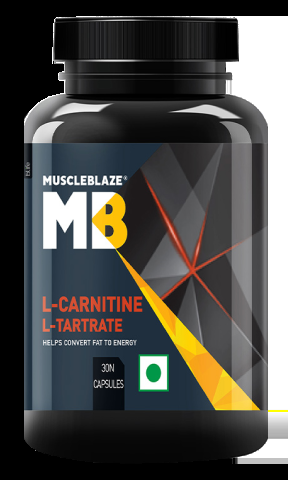 MUSCLEBLAZE®
MB
L-CARNITINE
L-TARTRATE
HELPS CONVERT FAT TO ENERGY
30N
CAPSULES